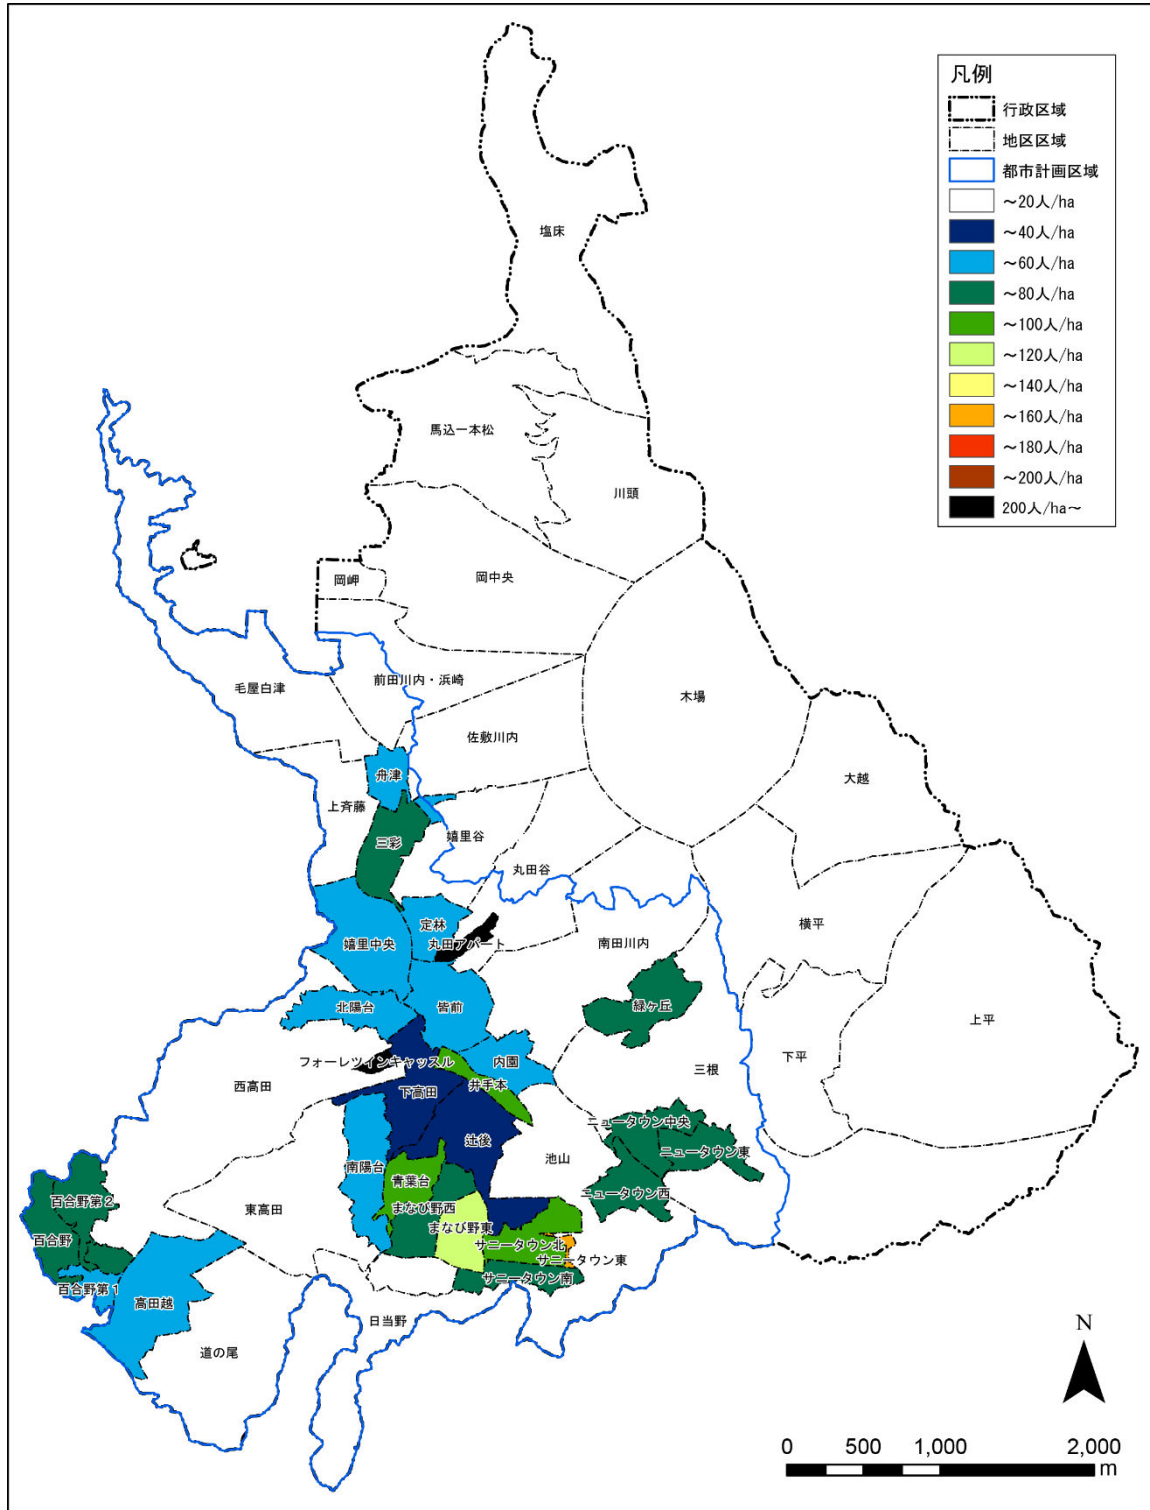 凡例
行政区域
地区区域
都市計画区域
～20人/ha
～40人/ha
～60人/ha
～80人/ha
～100人/ha
～120人/ha
～140人/ha
～160人/ha
～180人/ha
～200人/ha
200人/ha～
塩床
馬込一本松
川頭
岡岬
岡中央
毛屋白津
前田川内・浜崎
木場
佐敷川内
舟津
大越
上斉藤
三彩
嬉里谷
丸田谷
定林
横平
嬉里中央
丸田アパート
南田川内
北陽台
皆前
緑ヶ丘
上平
フォーレツインキャッスル
内園
下平
西高田
井手本
三根
下高田
ニュータウン中央
辻後
ニュータウン東
池山
南陽台
青葉台
ニュータウン西
百合野第2
東高田
まなび野西
まなび野東
百合野
サニータウン北
サニータウン東
サニータウン南
百合野第1
高田越
日当野
道の尾
N
0 500 1,000 2,000
m